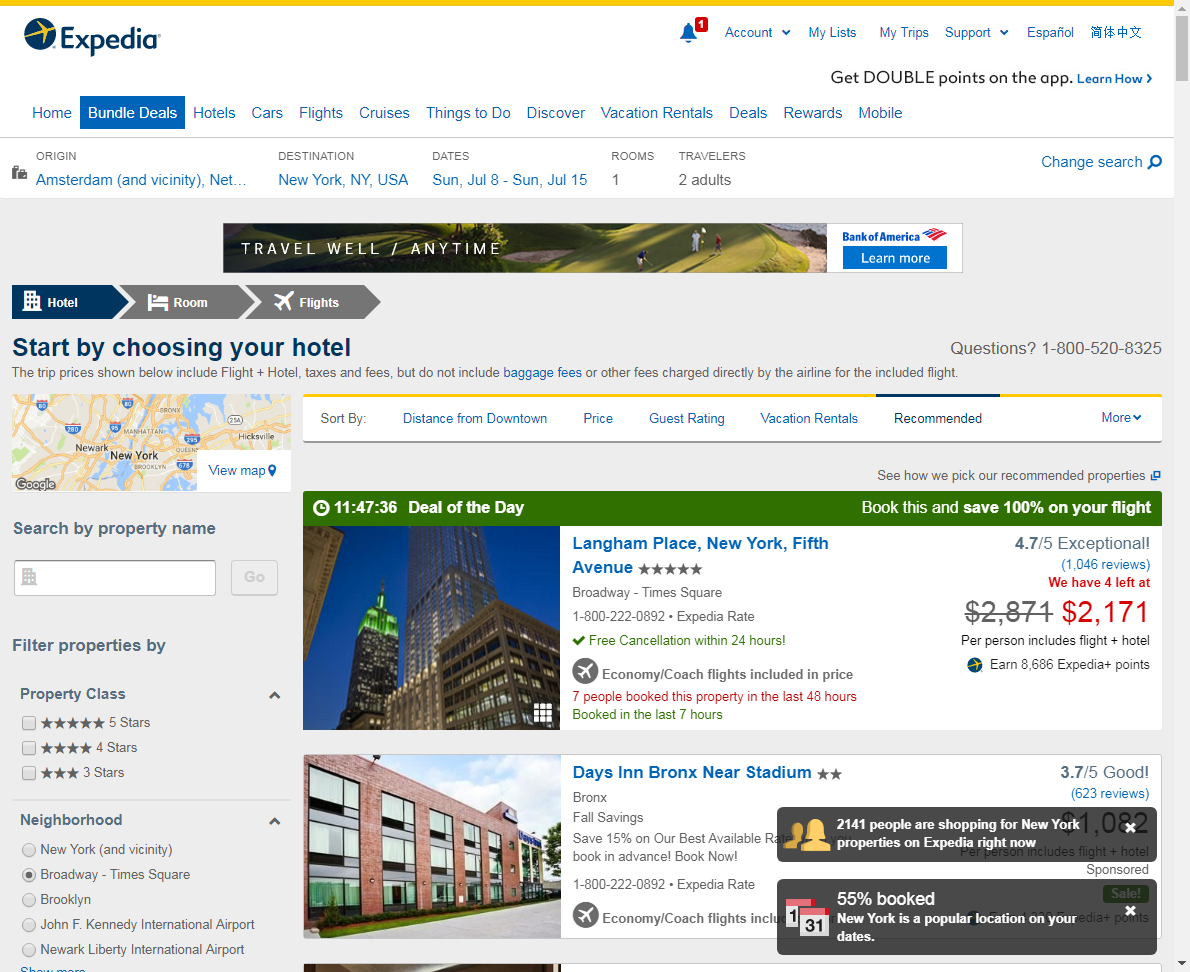 Expedia
1
Account
My Lists
My Trips
Support
Español
简体中文
Get DOUBLE points on the app. Learn How
Home
Bundle Deals
Hotels
Cars
Flights
Cruises
Things to Do
Discover
Vacation Rentals
Deals
Rewards
Mobile
ORIGIN
Amsterdam (and vicinity), Net...
DESTINATION
New York, NY, USA
DATES
Sun, Jul 8 - Sun, Jul 15
ROOMS
1
TRAVELERS
2 adults
Change search
TRAVEL WELL / ANYTIME
Bank of America
Learn more
Hotel
Room
Flights
Start by choosing your hotel
Questions? 1-800-520-8325
The trip prices shown below include Flight + Hotel, taxes and fees, but do not include baggage fees or other fees charged directly by the airline for the included flight.
83
80
BRONX
25A
280
95
MANHATTAN
295
Hicksville
Newark
QUEENS
New York
BROOKLYN
678
Google
View map
Sort By:
Distance from Downtown
Price
Guest Rating
Vacation Rentals
Recommended
More
See how we pick our recommended properties
Search by property name
Go
Filter properties by
Property Class
★★★★★ 5 Stars
★★★★ 4 Stars
★★★ 3 Stars
Neighborhood
New York (and vicinity)
Broadway - Times Square
Brooklyn
John F. Kennedy International Airport
Newark Liberty International Airport
Show more
11:47:36 Deal of the Day
Book this and save 100% on your flight
Langham Place, New York, Fifth
Avenue ★★★★★
Broadway - Times Square
1-800-222-0892 • Expedia Rate
Free Cancellation within 24 hours!
Economy/Coach flights included in price
7 people booked this property in the last 48 hours
Booked in the last 7 hours
4.7/5 Exceptional!
(1,046 reviews)
We have 4 left at
$2,871 $2,171
Per person includes flight + hotel
Earn 8,686 Expedia+ points
Days Inn Bronx Near Stadium ★★
Bronx
Fall Savings
Save 15% on Our Best Available Rate you
book in advance! Book Now!
1-800-222-0892 • Expedia Rate
Economy/Coach flights inclu
3.7/5 Good!
(623 reviews)
$1,082
Per person includes flight + hotel
Sponsored
Sale!
Expedia+ points
2141 people are shopping for New York
properties on Expedia right now
1
31
55% booked
New York is a popular location on your
dates.